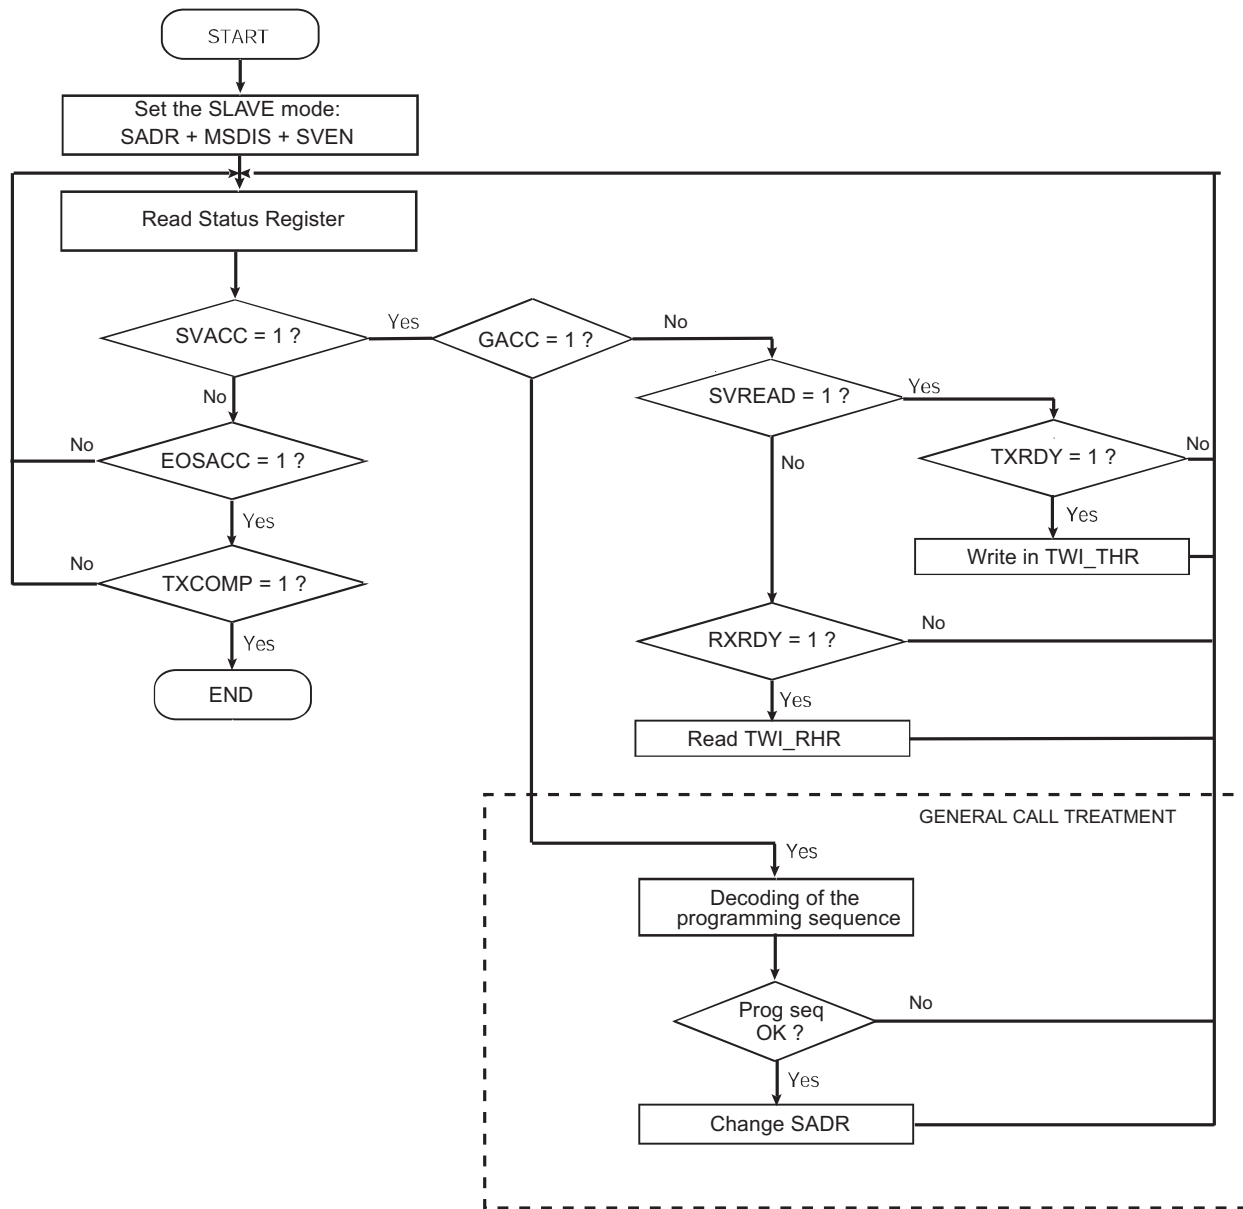 START
Set the SLAVE mode:
SADR + MSDIS + SVEN
Read Status Register
SVACC = 1 ?
Yes
GACC = 1 ?
No
SVREAD = 1 ?
Yes
No
No
EOSACC = 1 ?
No
TXRDY = 1 ?
No
Yes
Yes
Write in TWI_THR
No
TXCOMP = 1 ?
Yes
END
RXRDY = 1 ?
No
Yes
Read TWI_RHR
GENERAL CALL TREATMENT
Yes
Decoding of the
programming sequence
Prog seq
OK ?
No
Yes
Change SADR